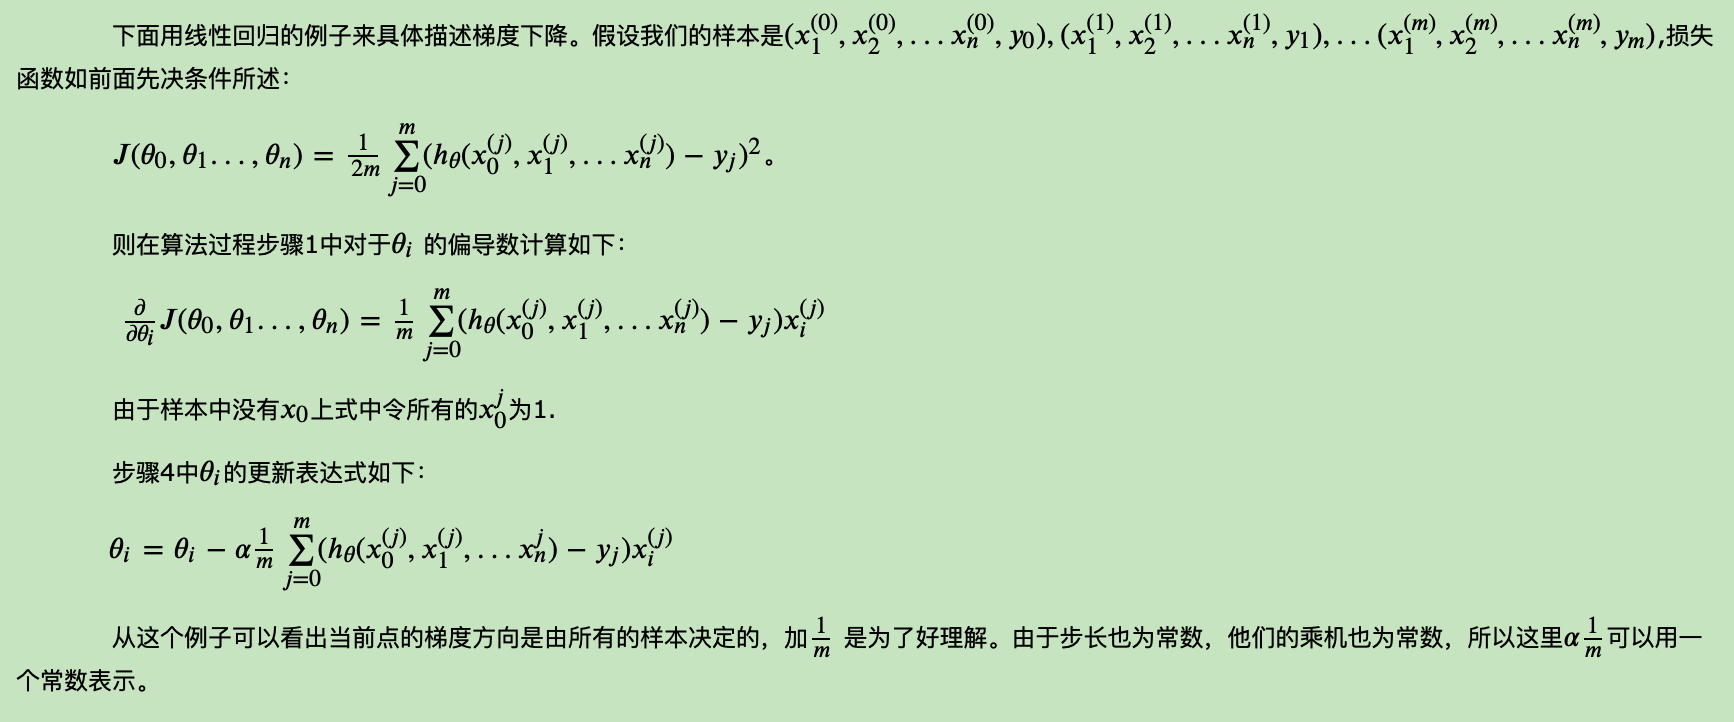 下面用线性回归的例子来具体描述梯度下降。假设我们的样本是$(x_1^{(0)}, x_2^{(0)}, \ldots x_n^{(0)}, y_0), (x_1^{(1)}, x_2^{(1)}, \ldots x_n^{(1)}, y_1), \ldots (x_1^{(m)}, x_2^{(m)}, \ldots x_n^{(m)}, y_m)$,损失
函数如前面先决条件所述：
$J(\theta_0, \theta_1 \ldots, \theta_n) = \frac{1}{2m} \sum_{j=0}^{m} (h_\theta(x_0^{(j)}, x_1^{(j)}, \ldots x_n^{(j)}) - y_j)^2$。
则在算法过程步骤1中对于$\theta_i$ 的偏导数计算如下：
$\frac{\partial}{\partial \theta_i} J(\theta_0, \theta_1 \ldots, \theta_n) = \frac{1}{m} \sum_{j=0}^{m} (h_\theta(x_0^{(j)}, x_1^{(j)}, \ldots x_n^{(j)}) - y_j) x_i^{(j)}$
由于样本中没有$x_0$上式中令所有的$x_0^j$为1.
步骤4中$\theta_i$的更新表达式如下：
$\theta_i = \theta_i - \alpha \frac{1}{m} \sum_{j=0}^{m} (h_\theta(x_0^{(j)}, x_1^{(j)}, \ldots x_n^j) - y_j) x_i^{(j)}$
从这个例子可以看出当前点的梯度方向是由所有的样本决定的，加$\frac{1}{m}$ 是为了好理解。由于步长也为常数，他们的乘机也为常数，所以这里$\alpha \frac{1}{m}$可以用一
个常数表示。